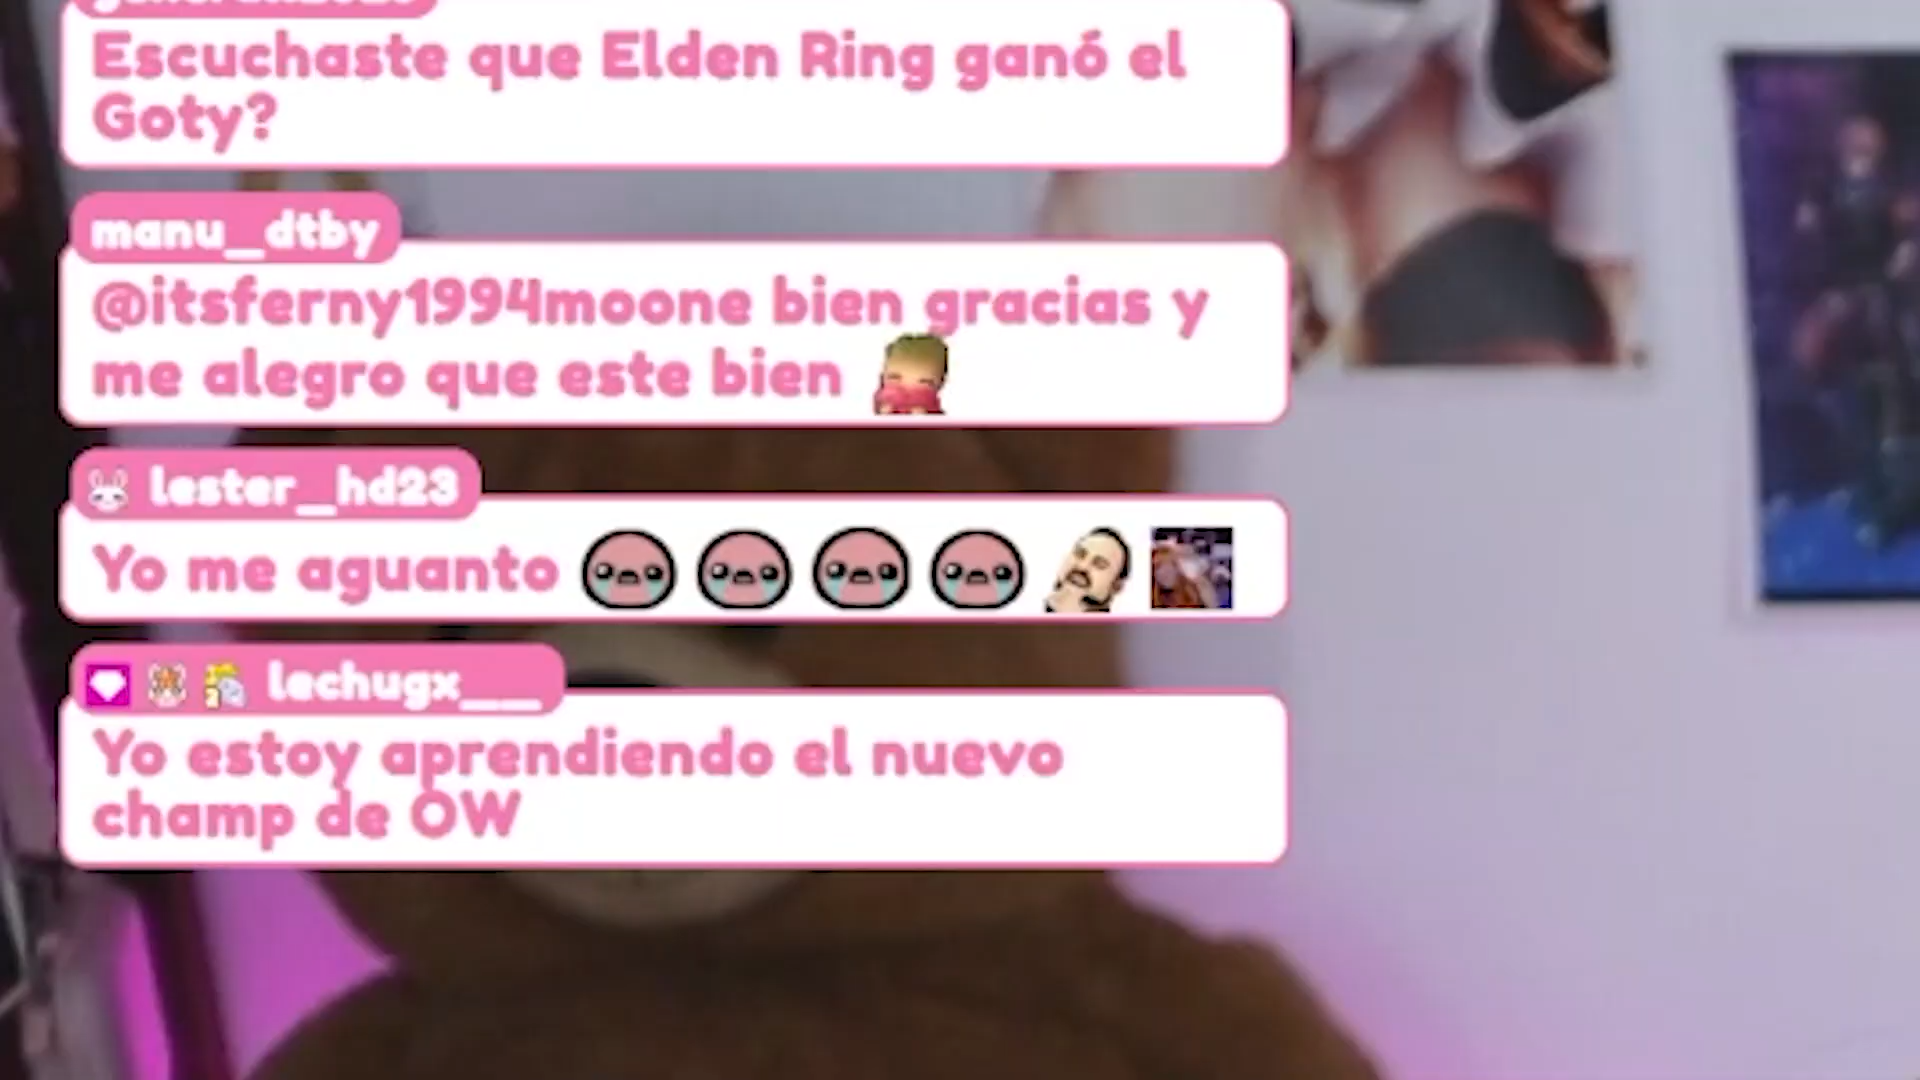 Escuchaste que Elden Ring ganó el
Goty?
manu_dtby
@itsferny1994moone bien gracias y
me alegro que este bien
lester_hd23
Yo me aguanto
lechugx__
Yo estoy aprendiendo el nuevo
champ de OW